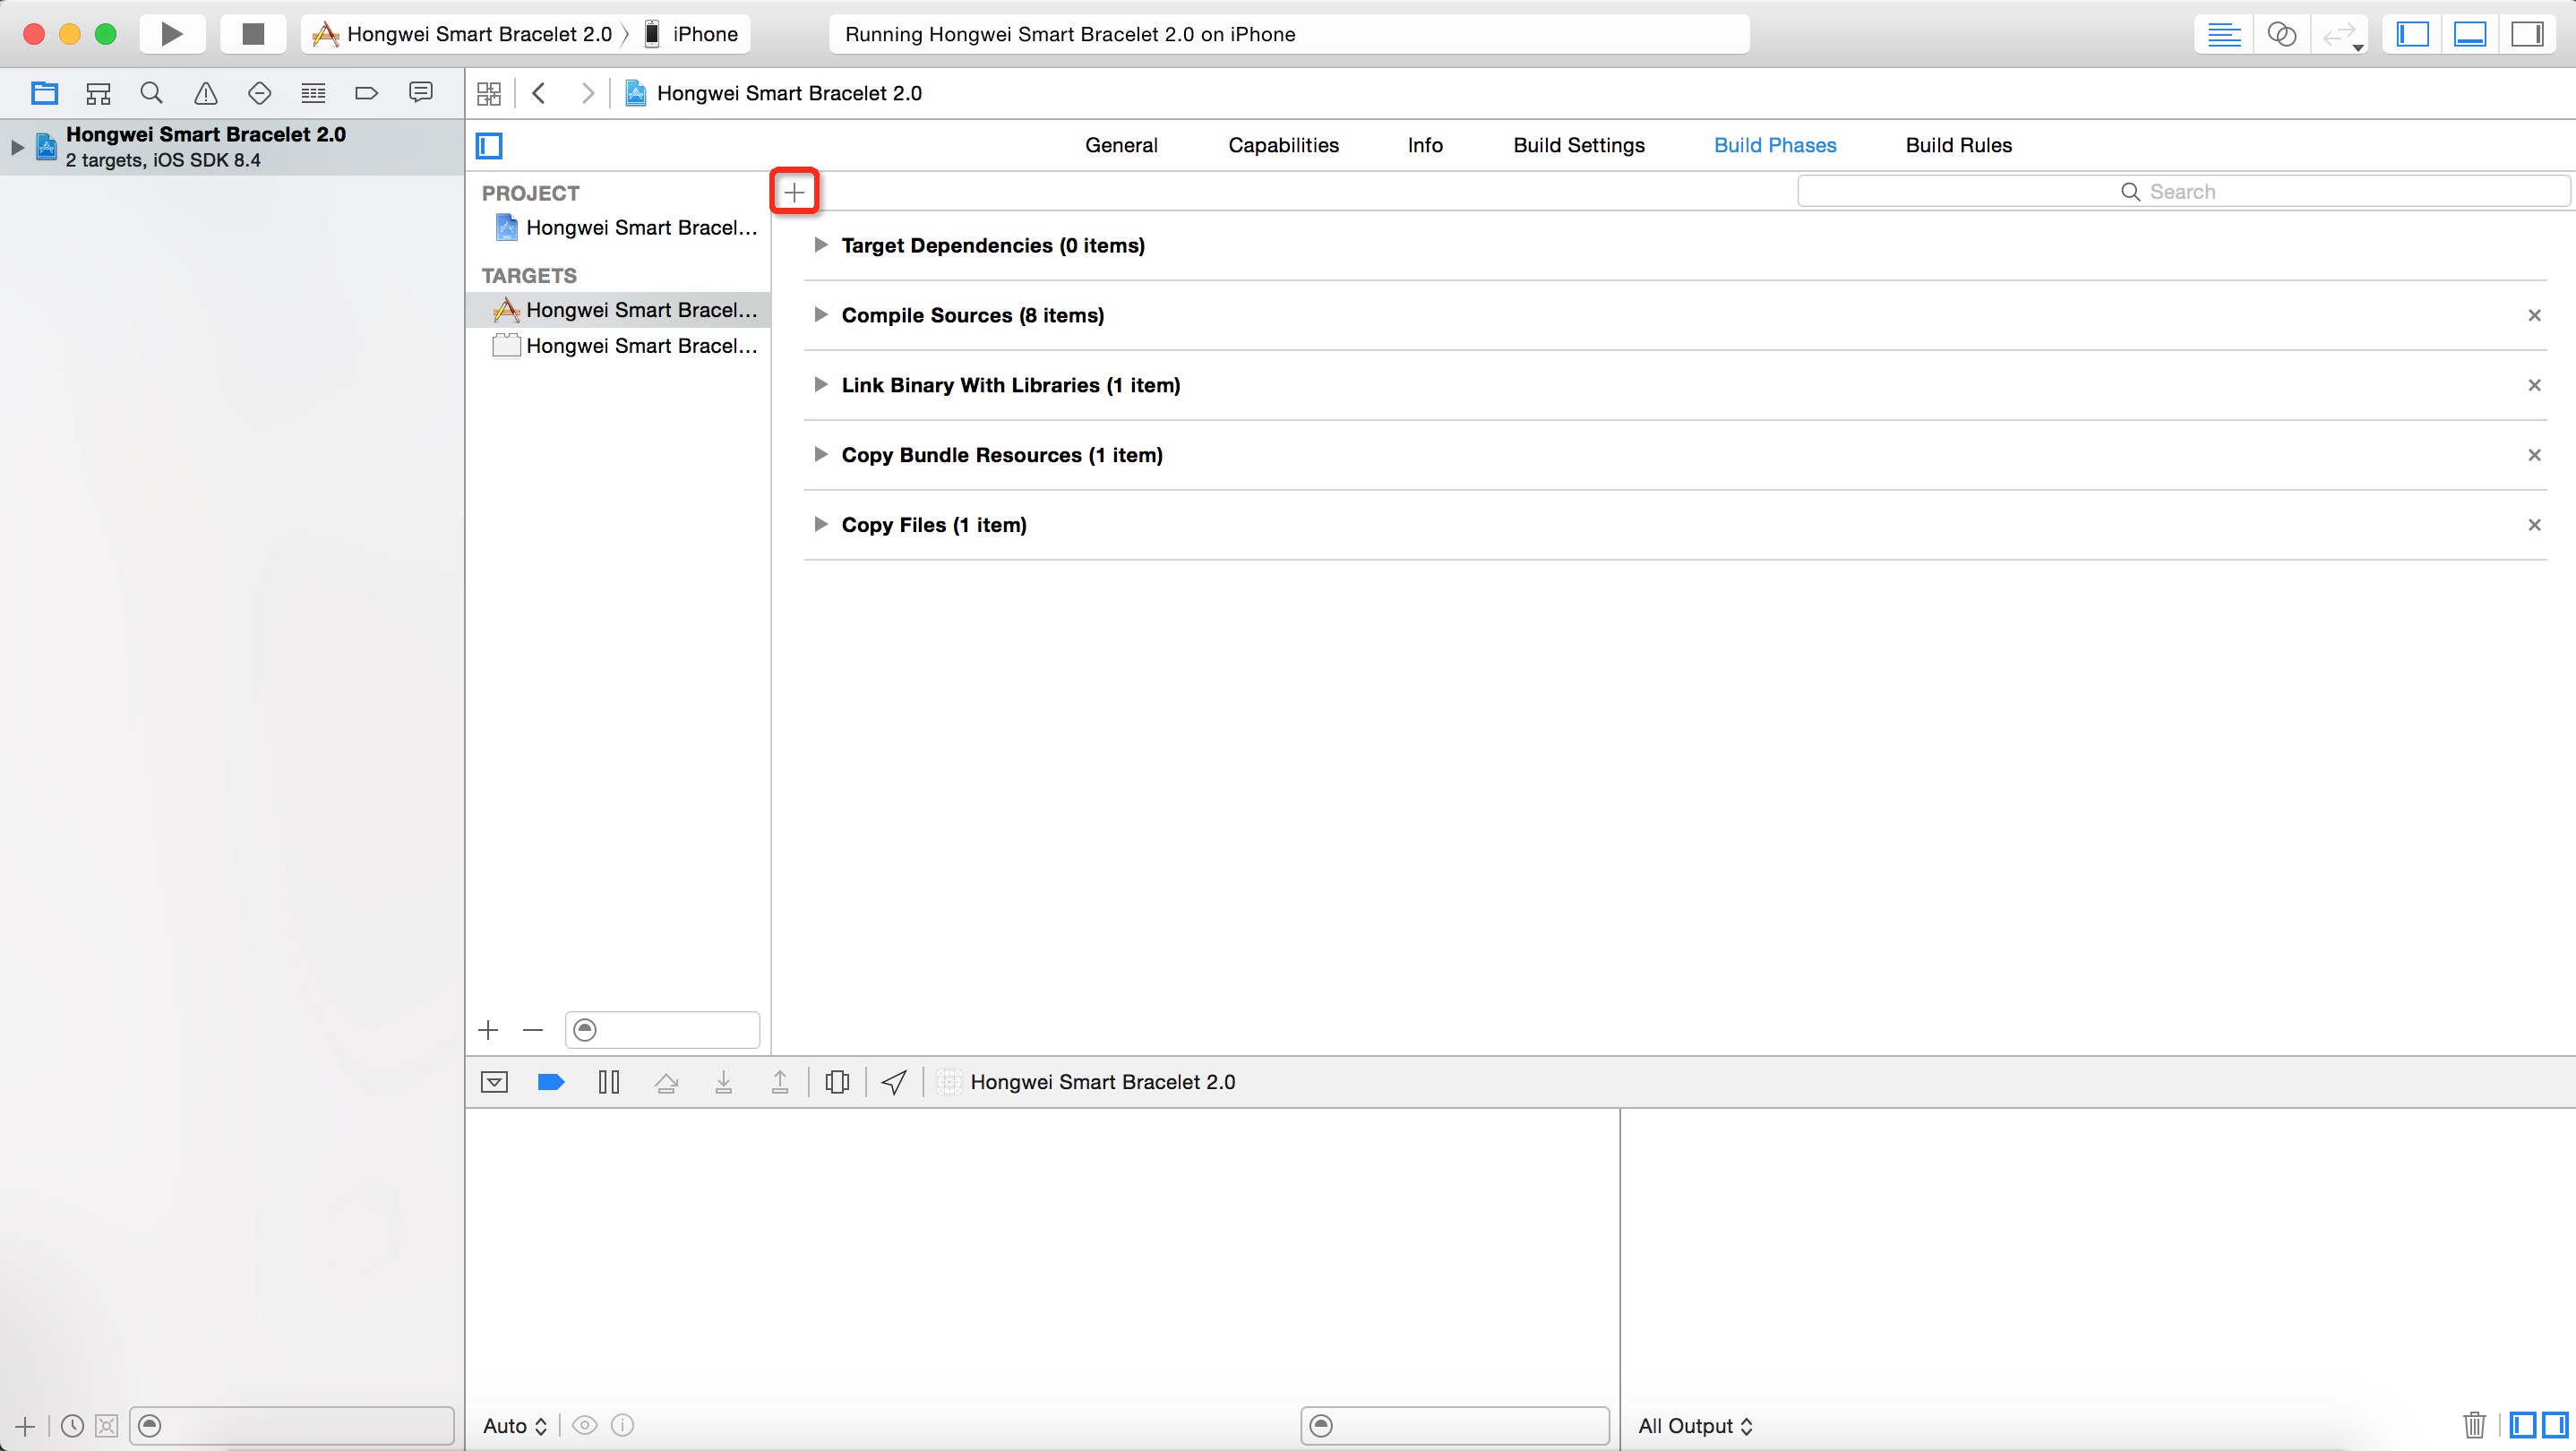 Hongwei Smart Bracelet 2.0 iPhone
Running Hongwei Smart Bracelet 2.0 on iPhone
Hongwei Smart Bracelet 2.0
2 targets, iOS SDK 8.4
Hongwei Smart Bracelet 2.0
General Capabilities Info Build Settings Build Phases Build Rules
Search
PROJECT
Hongwei Smart Bracel...
TARGETS
Hongwei Smart Bracel...
Hongwei Smart Bracel...
Target Dependencies (0 items)
Compile Sources (8 items)
Link Binary With Libraries (1 item)
Copy Bundle Resources (1 item)
Copy Files (1 item)
Hongwei Smart Bracelet 2.0
Auto
All Output